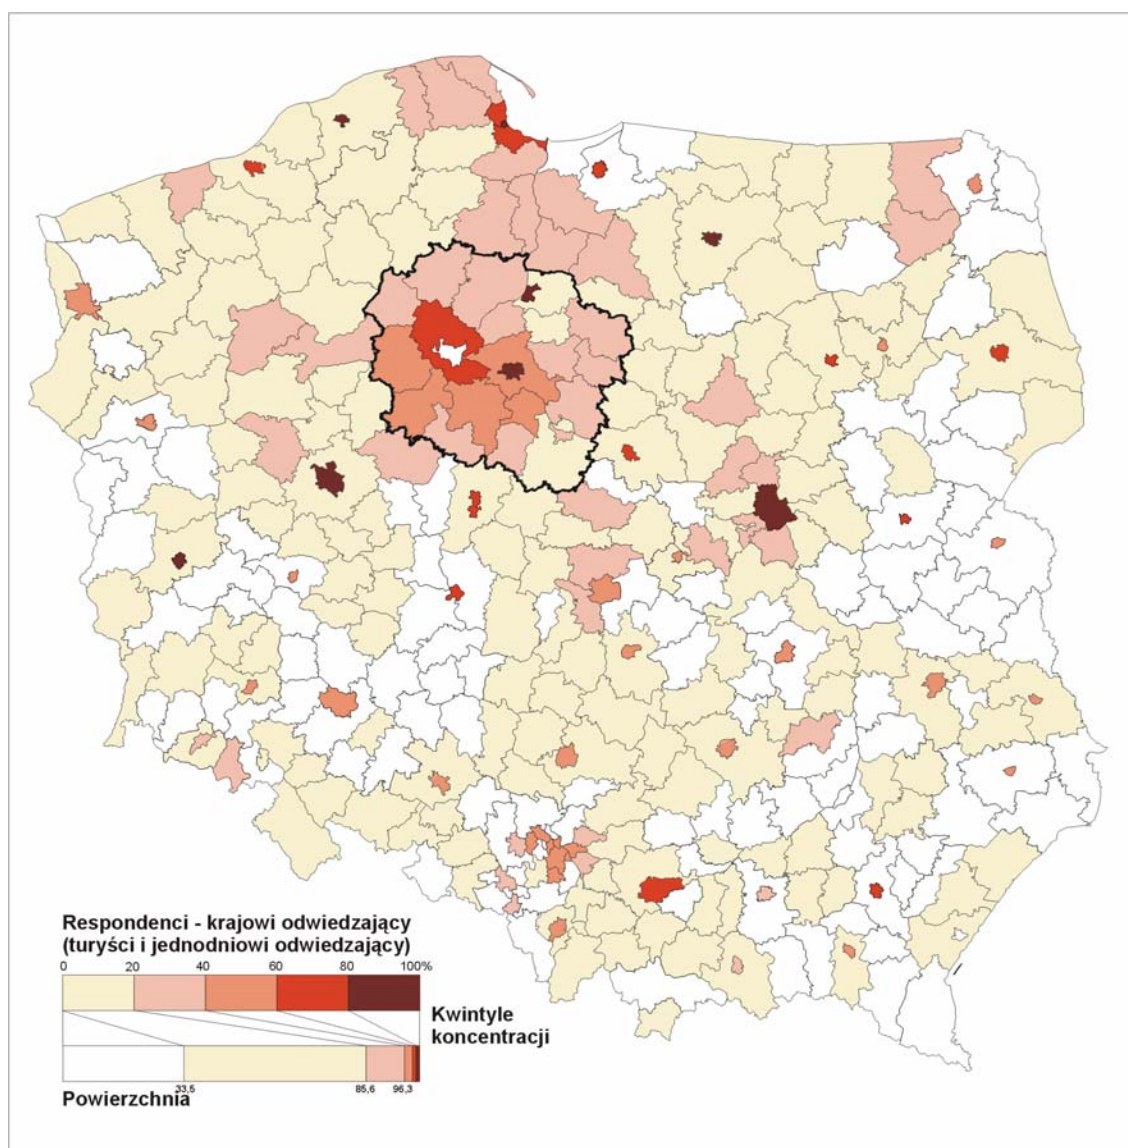 Respondenci - krajowi odwiedzający
(turyści i jednodniowi odwiedzający)
0 20 40 60 80 100%
Kwintyle
koncentracji
33,5 85,6 96,3
Powierzchnia